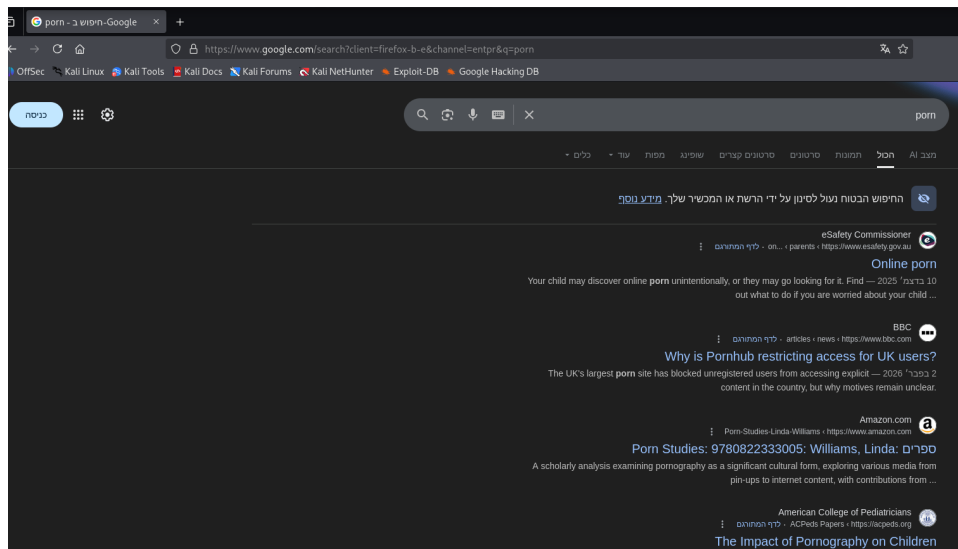 porn - חיפוש ב-Google
https://www.google.com/search?client=firefox-b-e&channel=entpr&q=porn
OffSec Kali Linux Kali Tools Kali Docs Kali Forums Kali NetHunter Exploit-DB Google Hacking DB
כניסה
porn
מצב AI הכול תמונות סרטונים סרטונים קצרים שופינג מפות עוד כלים
החיפוש הבטוח נעול לסינון על ידי הרשת או המכשיר שלך. מידע נוסף
eSafety Commissioner
https://www.esafety.gov.au › parents › on... · לדף המתורגם
Online porn
10 בדצמ׳ 2025 — Your child may discover online porn unintentionally, or they may go looking for it. Find
out what to do if you are worried about your child ...
BBC
https://www.bbc.com › news › articles · לדף המתורגם
Why is Pornhub restricting access for UK users?
2 בפבר׳ 2026 — The UK's largest porn site has blocked unregistered users from accessing explicit
content in the country, but why motives remain unclear.
Amazon.com
https://www.amazon.com › Porn-Studies-Linda-Williams
Porn Studies: 9780822333005: Williams, Linda: ספרים
A scholarly analysis examining pornography as a significant cultural form, exploring various media from
pin-ups to internet content, with contributions from ...
American College of Pediatricians
https://acpeds.org › ACPeds Papers · לדף המתורגם
The Impact of Pornography on Children